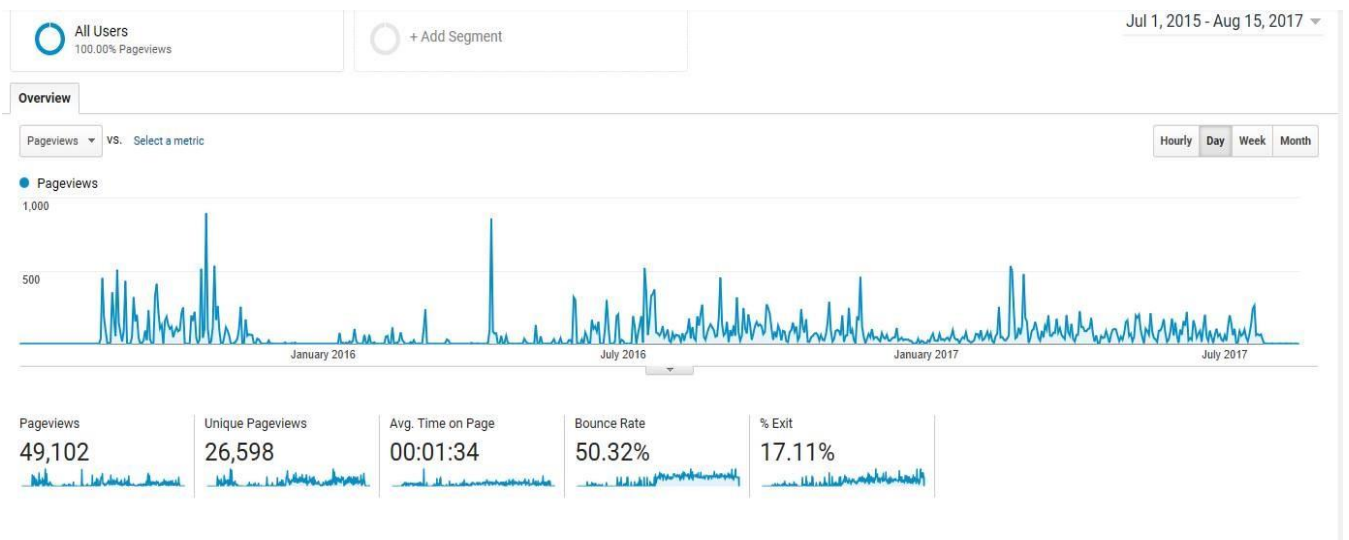 All Users
100.00% Pageviews
+ Add Segment
Jul 1, 2015 - Aug 15, 2017
Overview
Pageviews VS. Select a metric
Hourly Day Week Month
Pageviews
1,000
500
January 2016 July 2016 January 2017 July 2017
Pageviews Unique Pageviews Avg. Time on Page Bounce Rate % Exit
49,102 26,598 00:01:34 50.32% 17.11%